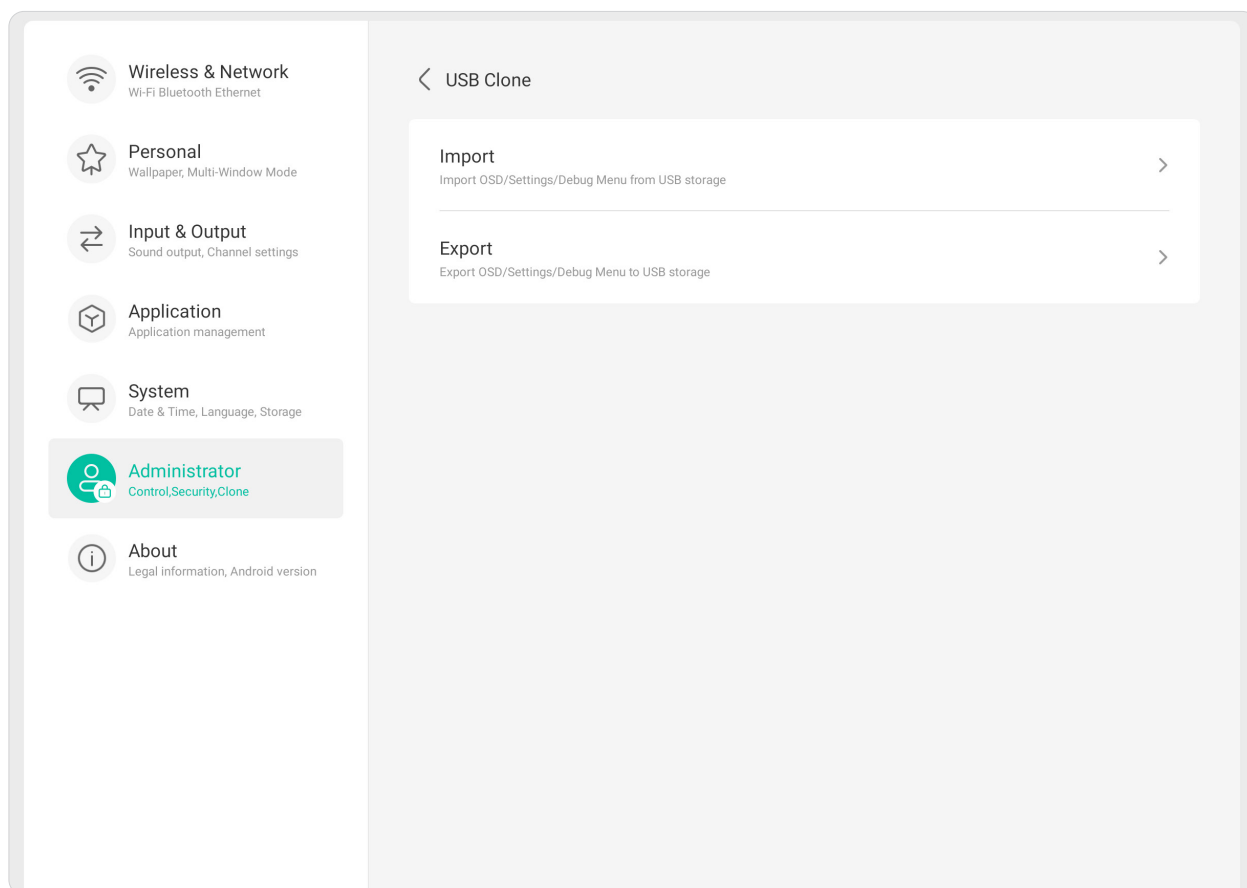 Wireless & Network
Wi-Fi Bluetooth Ethernet
Personal
Wallpaper, Multi-Window Mode
Input & Output
Sound output, Channel settings
Application
Application management
System
Date & Time, Language, Storage
Administrator
Control,Security,Clone
About
Legal information, Android version
USB Clone
Import
Import OSD/Settings/Debug Menu from USB storage
Export
Export OSD/Settings/Debug Menu to USB storage